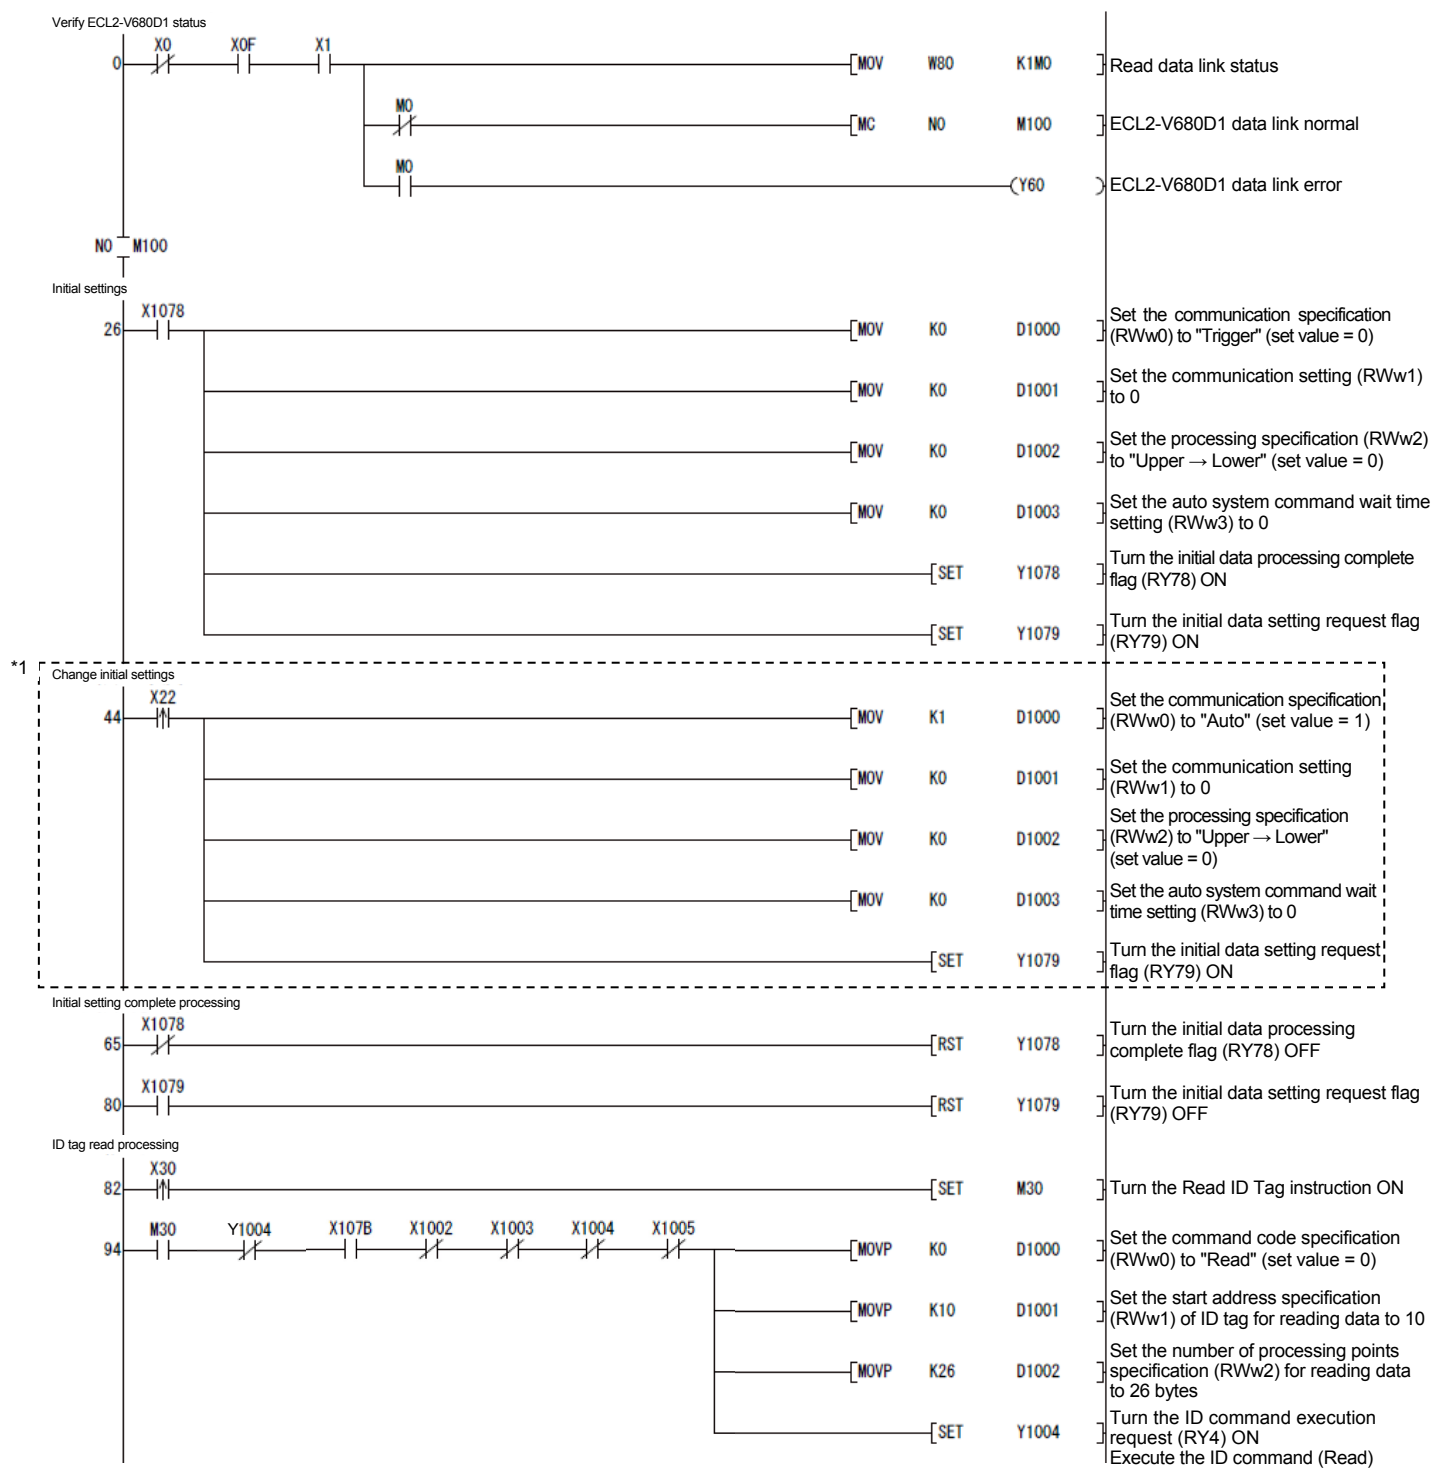 Verify ECL2-V680D1 status
X0 X0F X1
0 [MOV W80 K1M0 ] Read data link status
M0
[MC N0 M100 ] ECL2-V680D1 data link normal
M0
(Y60 ) ECL2-V680D1 data link error
N0 M100
Initial settings
X1078
26 [MOV K0 D1000 ] Set the communication specification
(RWw0) to "Trigger" (set value = 0)
[MOV K0 D1001 ] Set the communication setting (RWw1)
to 0
[MOV K0 D1002 ] Set the processing specification (RWw2)
to "Upper → Lower" (set value = 0)
[MOV K0 D1003 ] Set the auto system command wait time
setting (RWw3) to 0
[SET Y1078 ] Turn the initial data processing complete
flag (RY78) ON
[SET Y1079 ] Turn the initial data setting request flag
(RY79) ON
*1
Change initial settings
X22
44 [MOV K1 D1000 ] Set the communication specification
(RWw0) to "Auto" (set value = 1)
[MOV K0 D1001 ] Set the communication setting
(RWw1) to 0
[MOV K0 D1002 ] Set the processing specification
(RWw2) to "Upper → Lower"
(set value = 0)
[MOV K0 D1003 ] Set the auto system command wait
time setting (RWw3) to 0
[SET Y1079 ] Turn the initial data setting request
flag (RY79) ON
Initial setting complete processing
X1078
65 [RST Y1078 ] Turn the initial data processing
complete flag (RY78) OFF
X1079
80 [RST Y1079 ] Turn the initial data setting request flag
(RY79) OFF
ID tag read processing
X30
82 [SET M30 ] Turn the Read ID Tag instruction ON
M30 Y1004 X107B X1002 X1003 X1004 X1005
94 [MOVP K0 D1000 ] Set the command code specification
(RWw0) to "Read" (set value = 0)
[MOVP K10 D1001 ] Set the start address specification
(RWw1) of ID tag for reading data to 10
[MOVP K26 D1002 ] Set the number of processing points
specification (RWw2) for reading data
to 26 bytes
[SET Y1004 ] Turn the ID command execution
request (RY4) ON
Execute the ID command (Read)